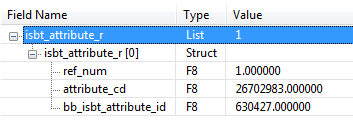 Field Name Type Value
isbt_attribute_r List 1
isbt_attribute_r [0] Struct
ref_num F8 1.000000
attribute_cd F8 26702983.000000
bb_isbt_attribute_id F8 630427.000000